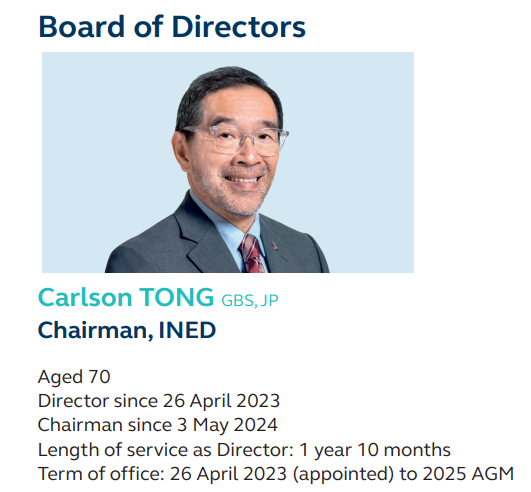 Board of Directors
Carlson TONG GBS, JP
Chairman, INED
Aged 70
Director since 26 April 2023
Chairman since 3 May 2024
Length of service as Director: 1 year 10 months
Term of office: 26 April 2023 (appointed) to 2025 AGM